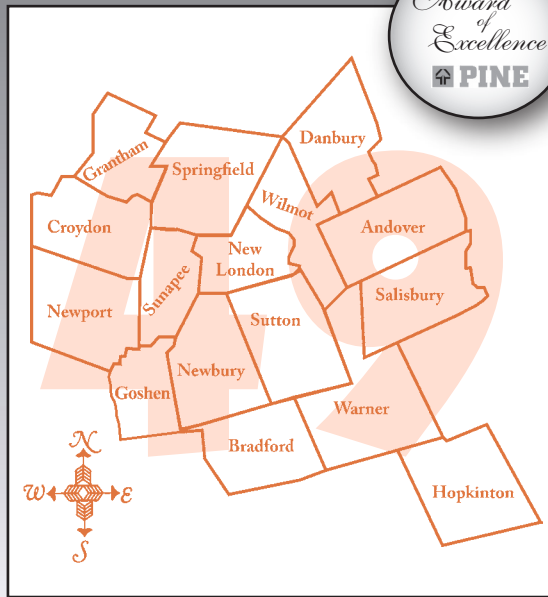 Award
of
Excellence
PINE
Danbury
Grantham
Springfield
Wilmot
Croydon
Andover
New
London
Sunapee
Salisbury
Newport
Sutton
Goshen
Newbury
Warner
Bradford
Hopkinton
49
N
W E
S